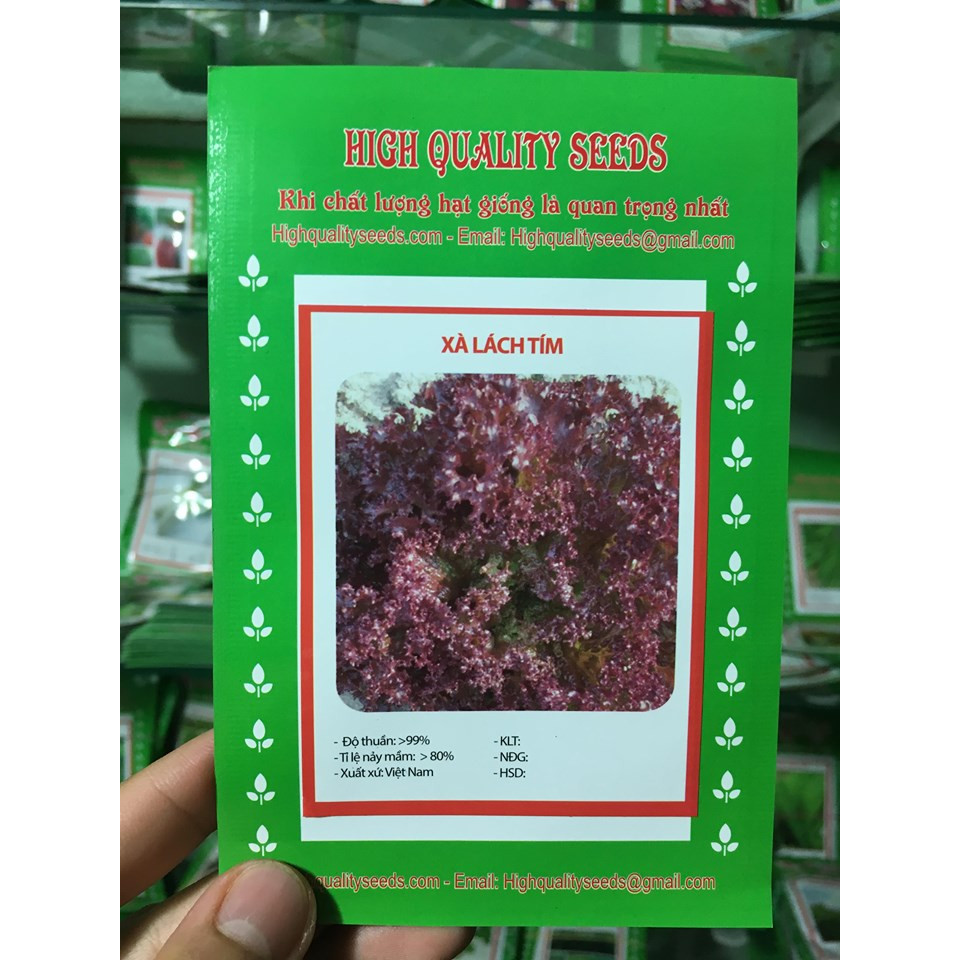 HIGH QUALITY SEEDS
Khi chất lượng hạt giống là quan trọng nhất
Highqualityseeds.com - Email: Highqualityseeds@gmail.com
XÀ LÁCH TÍM
- Độ thuần: >99%
- Tỉ lệ nảy mầm: > 80%
- Xuất xứ: Việt Nam
- KLT:
- NĐG:
- HSD:
qualityseeds.com - Email: Highqualityseeds@gmail.com